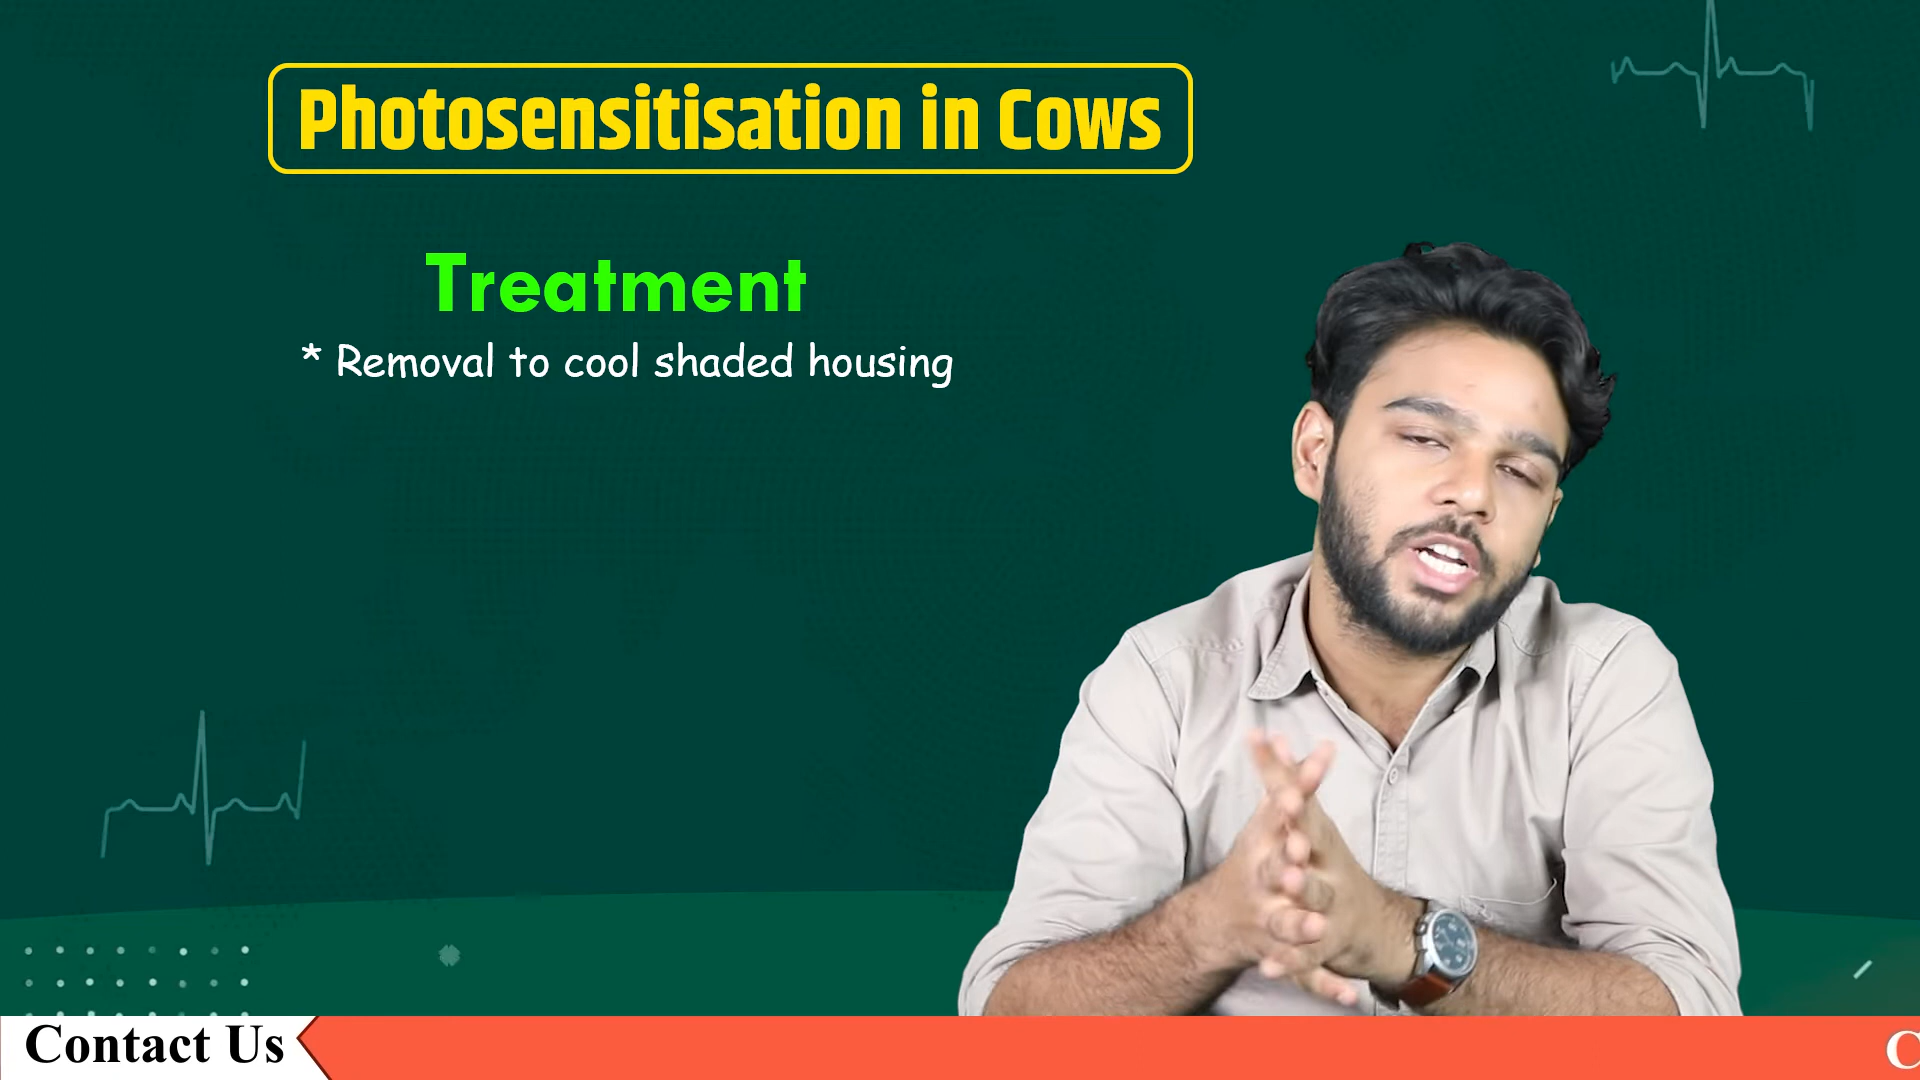 Photosensitisation in Cows
Treatment
* Removal to cool shaded housing
Contact Us